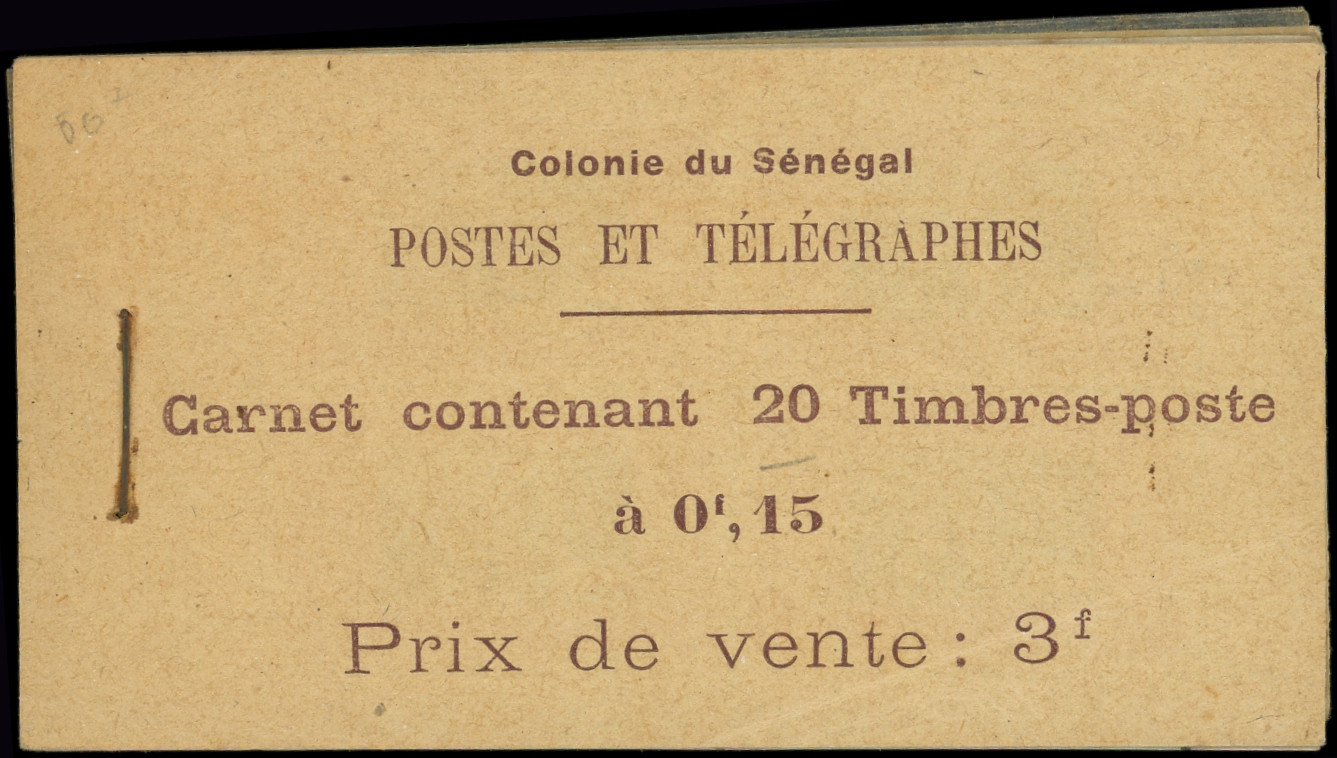 Colonie du Sénégal
POSTES ET TÉLÉGRAPHES
Carnet contenant 20 Timbres-poste
à 0f,15
Prix de vente : 3f